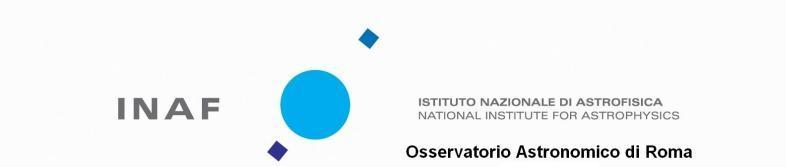 INAF
ISTITUTO NAZIONALE DI ASTROFISICA
NATIONAL INSTITUTE FOR ASTROPHYSICS
Osservatorio Astronomico di Roma